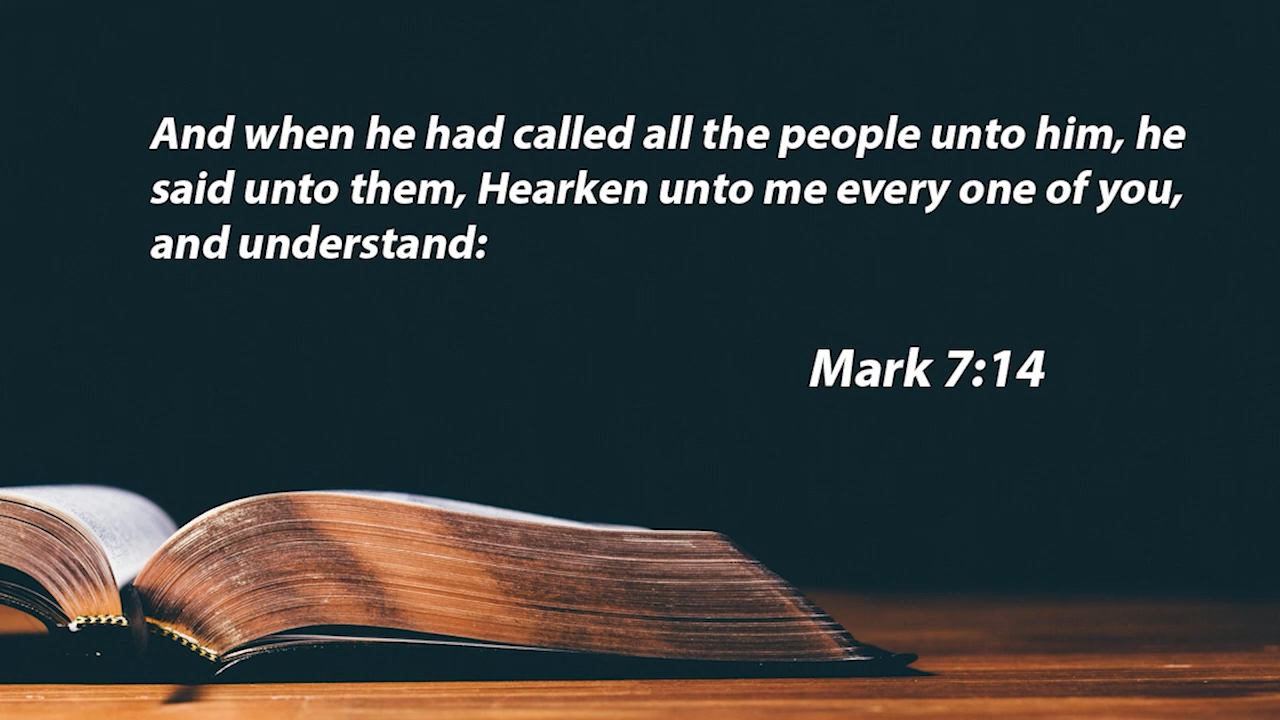 And when he had called all the people unto him, he
said unto them, Hearken unto me every one of you,
and understand:
Mark 7:14